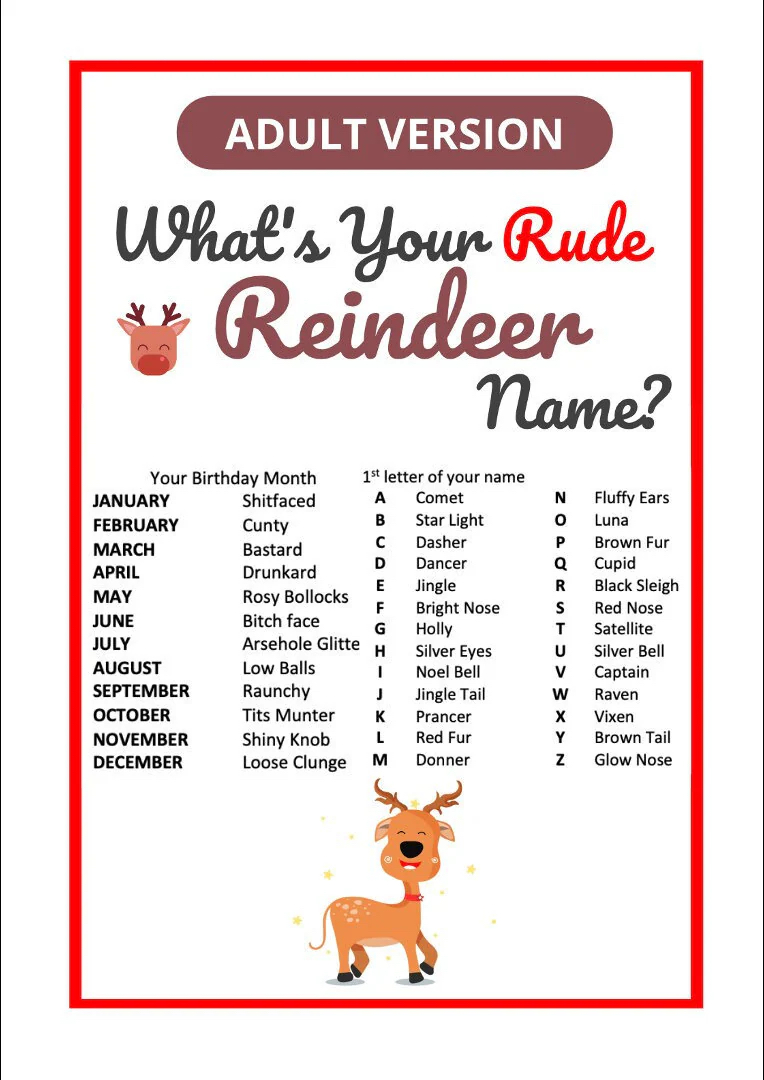 ADULT VERSION
What's Your Rude
Reindeer
Name?
Your Birthday Month
JANUARY Shitfaced
FEBRUARY Cunty
MARCH Bastard
APRIL Drunkard
MAY Rosy Bollocks
JUNE Bitch face
JULY Arsehole Glitte
AUGUST Low Balls
SEPTEMBER Raunchy
OCTOBER Tits Munter
NOVEMBER Shiny Knob
DECEMBER Loose Clunge
1st letter of your name
A Comet
B Star Light
C Dasher
D Dancer
E Jingle
F Bright Nose
G Holly
H Silver Eyes
I Noel Bell
J Jingle Tail
K Prancer
L Red Fur
M Donner
N Fluffy Ears
O Luna
P Brown Fur
Q Cupid
R Black Sleigh
S Red Nose
T Satellite
U Silver Bell
V Captain
W Raven
X Vixen
Y Brown Tail
Z Glow Nose